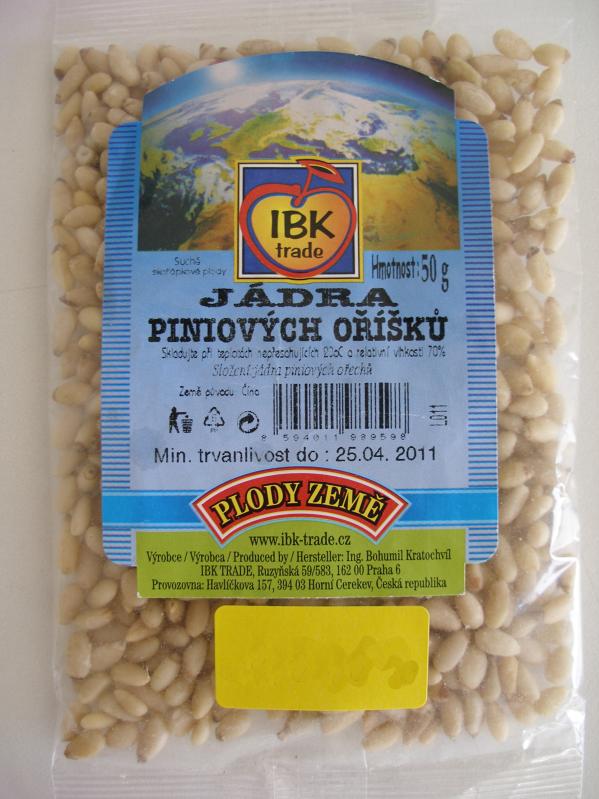 IBK
trade
Suché
skořápkové plody
Hmotnost: 50 g
JÁDRA
PINIOVÝCH OŘÍŠKŮ
Skladujte při teplotách nepřesahujících 20oC a relativní vlhkosti 70%
Složení: jádra piniových ořechů
Země původu: Čína
8 594011 989598
L011
Min. trvanlivost do : 25.04. 2011
PLODY ZEMĚ
www.ibk-trade.cz
Výrobce / Výrobca / Produced by / Hersteller: Ing. Bohumil Kratochvíl
IBK TRADE, Ruzyňská 59/583, 162 00 Praha 6
Provozovna: Havlíčkova 157, 394 03 Horní Cerekev, Česká republika